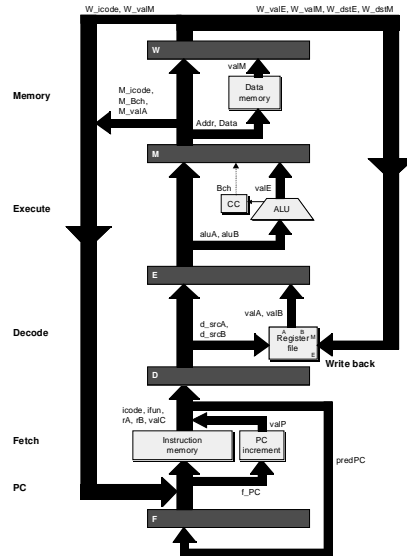 W_icode, W_valM
W_valE, W_valM, W_dstE, W_dstM
W
valM
Memory
M_icode,
M_Bch,
M_valA
Data
memory
Addr, Data
M
Bch
valE
Execute
CC
ALU
aluA, aluB
E
valA, valB
Decode
d_srcA,
d_srcB
A B
Register
file
M
E
Write back
D
icode, ifun,
rA, rB, valC
valP
Fetch
Instruction
memory
PC
increment
predPC
PC
f_PC
F